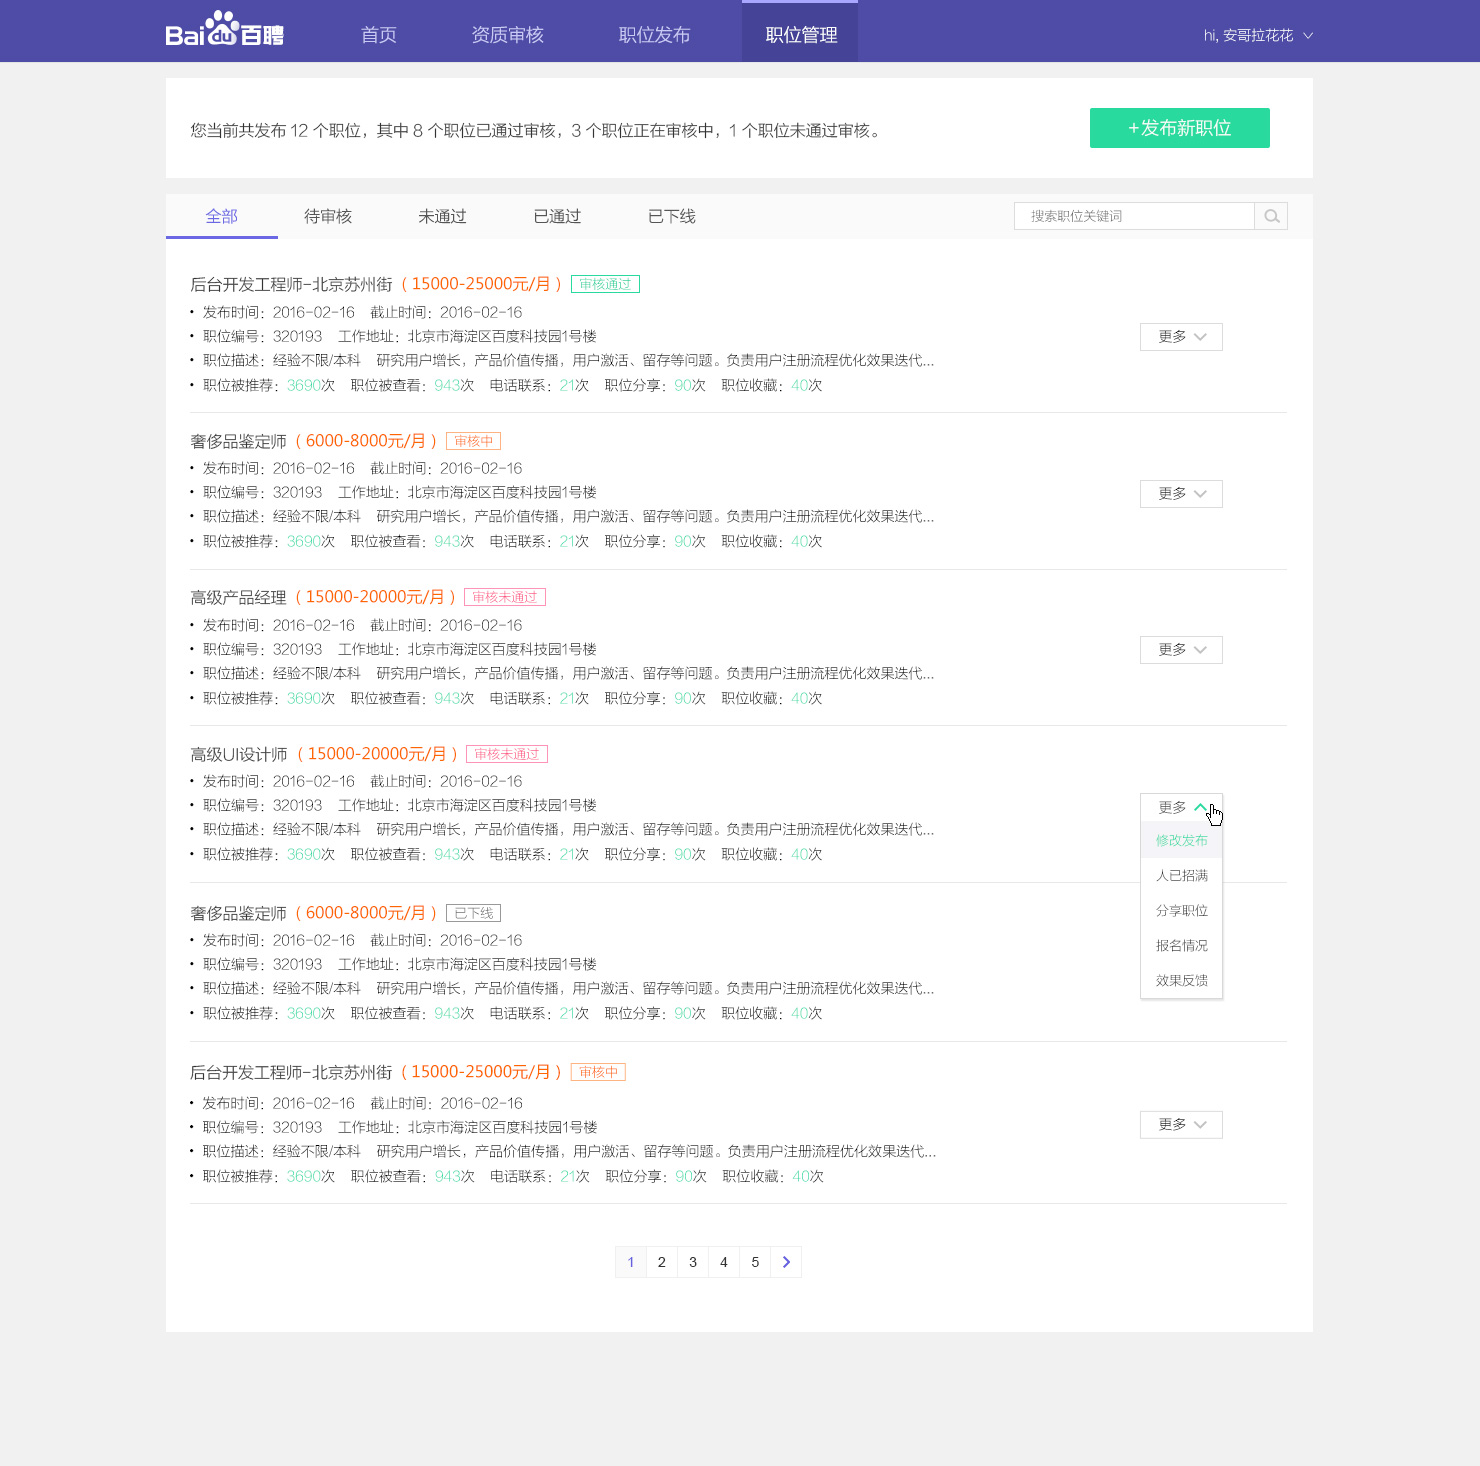 Bai du 百聘 首页 资质审核 职位发布 职位管理 hi, 安哥拉花花
您当前共发布 12 个职位，其中 8 个职位已通过审核，3 个职位正在审核中，1 个职位未通过审核。 +发布新职位
全部 待审核 未通过 已通过 已下线 搜索职位关键词
后台开发工程师-北京苏州街（15000-25000元/月） 审核通过
• 发布时间：2016-02-16 截止时间：2016-02-16
• 职位编号：320193 工作地址：北京市海淀区百度科技园1号楼 更多
• 职位描述：经验不限/本科 研究用户增长，产品价值传播，用户激活、留存等问题。负责用户注册流程优化效果迭代...
• 职位被推荐：3690次 职位被查看：943次 电话联系：21次 职位分享：90次 职位收藏：40次
奢侈品鉴定师（6000-8000元/月） 审核中
• 发布时间：2016-02-16 截止时间：2016-02-16
• 职位编号：320193 工作地址：北京市海淀区百度科技园1号楼 更多
• 职位描述：经验不限/本科 研究用户增长，产品价值传播，用户激活、留存等问题。负责用户注册流程优化效果迭代...
• 职位被推荐：3690次 职位被查看：943次 电话联系：21次 职位分享：90次 职位收藏：40次
高级产品经理（15000-20000元/月） 审核未通过
• 发布时间：2016-02-16 截止时间：2016-02-16
• 职位编号：320193 工作地址：北京市海淀区百度科技园1号楼 更多
• 职位描述：经验不限/本科 研究用户增长，产品价值传播，用户激活、留存等问题。负责用户注册流程优化效果迭代...
• 职位被推荐：3690次 职位被查看：943次 电话联系：21次 职位分享：90次 职位收藏：40次
高级UI设计师（15000-20000元/月） 审核未通过
• 发布时间：2016-02-16 截止时间：2016-02-16
• 职位编号：320193 工作地址：北京市海淀区百度科技园1号楼 更多
• 职位描述：经验不限/本科 研究用户增长，产品价值传播，用户激活、留存等问题。负责用户注册流程优化效果迭代...
• 职位被推荐：3690次 职位被查看：943次 电话联系：21次 职位分享：90次 职位收藏：40次
修改发布
人已招满
分享职位
报名情况
效果反馈
奢侈品鉴定师（6000-8000元/月） 已下线
• 发布时间：2016-02-16 截止时间：2016-02-16
• 职位编号：320193 工作地址：北京市海淀区百度科技园1号楼
• 职位描述：经验不限/本科 研究用户增长，产品价值传播，用户激活、留存等问题。负责用户注册流程优化效果迭代...
• 职位被推荐：3690次 职位被查看：943次 电话联系：21次 职位分享：90次 职位收藏：40次
后台开发工程师-北京苏州街（15000-25000元/月） 审核中
• 发布时间：2016-02-16 截止时间：2016-02-16
• 职位编号：320193 工作地址：北京市海淀区百度科技园1号楼 更多
• 职位描述：经验不限/本科 研究用户增长，产品价值传播，用户激活、留存等问题。负责用户注册流程优化效果迭代...
• 职位被推荐：3690次 职位被查看：943次 电话联系：21次 职位分享：90次 职位收藏：40次
1 2 3 4 5